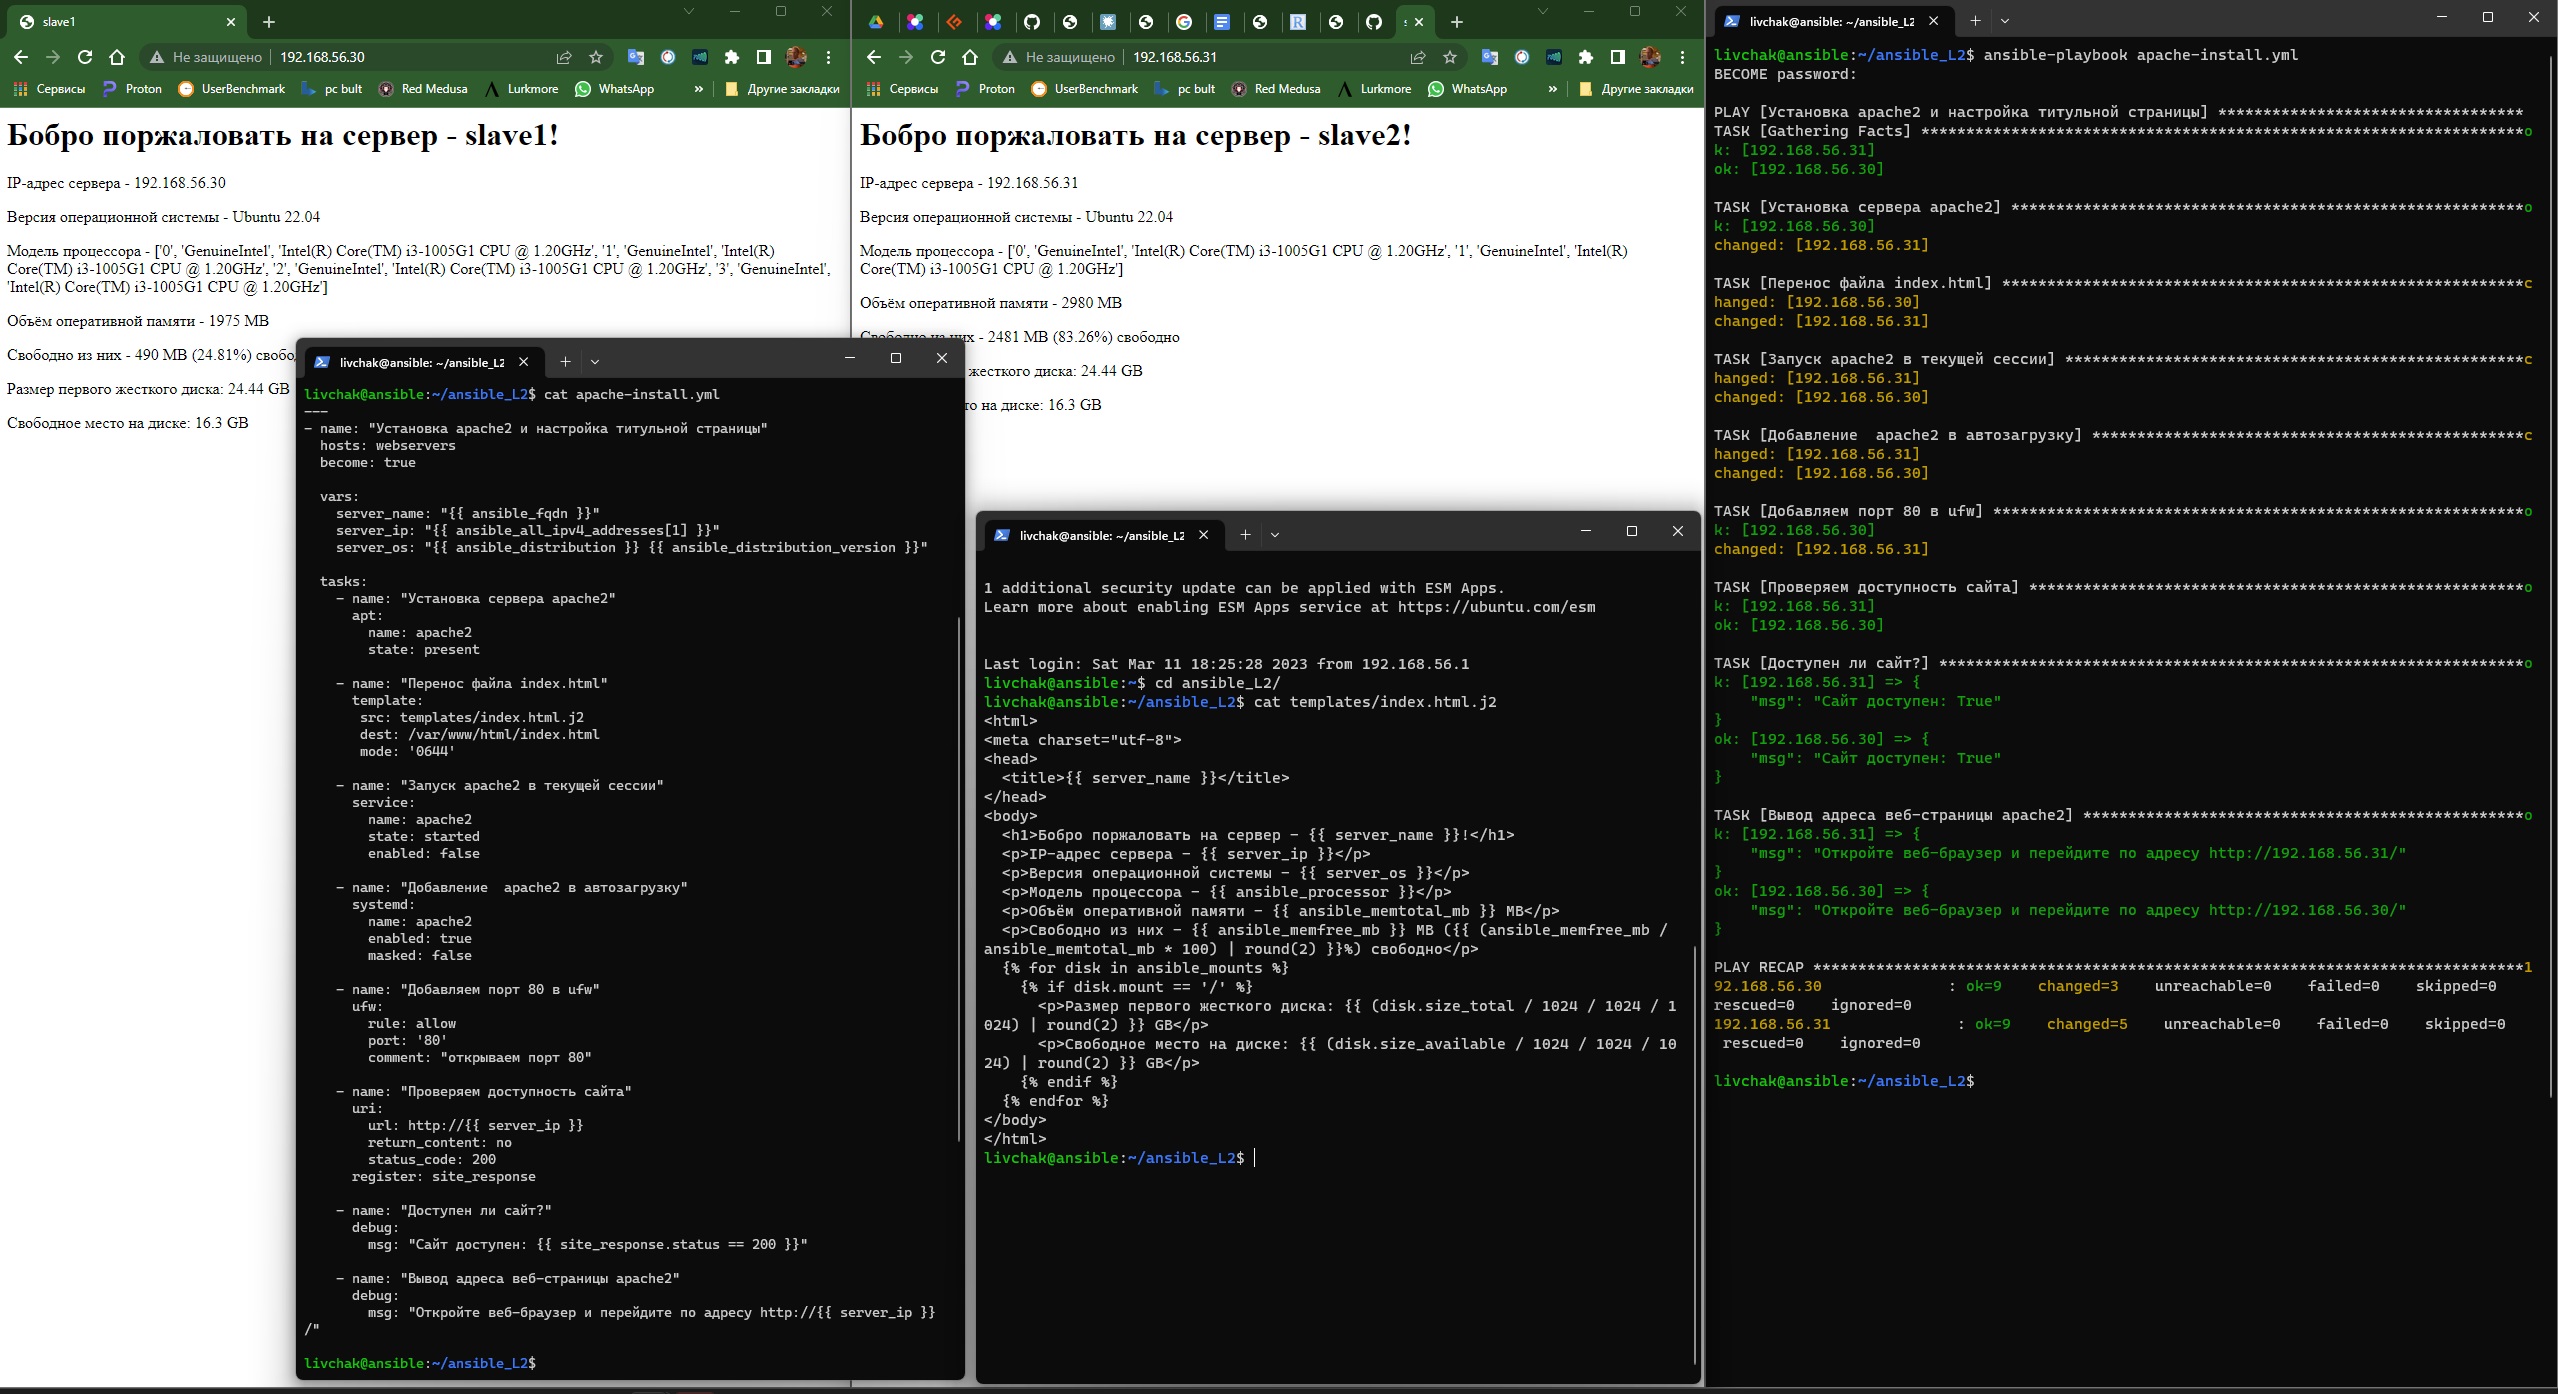 slave1
Не защищено
192.168.56.30
Сервисы
Proton
UserBenchmark
pc bult
Red Medusa
Lurkmore
WhatsApp
»
Другие закладки
Бобро поржаловать на сервер - slave1!
IP-адрес сервера - 192.168.56.30
Версия операционной системы - Ubuntu 22.04
Модель процессора - ['0', 'GenuineIntel', 'Intel(R) Core(TM) i3-1005G1 CPU @ 1.20GHz', '1', 'GenuineIntel', 'Intel(R)
Core(TM) i3-1005G1 CPU @ 1.20GHz', '2', 'GenuineIntel', 'Intel(R) Core(TM) i3-1005G1 CPU @ 1.20GHz', '3', 'GenuineIntel',
'Intel(R) Core(TM) i3-1005G1 CPU @ 1.20GHz']
Объём оперативной памяти - 1975 MB
Свободно из них - 490 MB (24.81%)
Размер первого жесткого диска: 24.44 GB
Свободное место на диске: 16.3 GB
Не защищено
192.168.56.31
Сервисы
Proton
UserBenchmark
pc bult
Red Medusa
Lurkmore
WhatsApp
»
Другие закладки
Бобро поржаловать на сервер - slave2!
IP-адрес сервера - 192.168.56.31
Версия операционной системы - Ubuntu 22.04
Модель процессора - ['0', 'GenuineIntel', 'Intel(R) Core(TM) i3-1005G1 CPU @ 1.20GHz', '1', 'GenuineIntel', 'Intel(R)
Core(TM) i3-1005G1 CPU @ 1.20GHz']
Объём оперативной памяти - 2980 MB
Свободно из них - 2481 MB (83.26%) свободно
жесткого диска: 24.44 GB
на диске: 16.3 GB
livchak@ansible: ~/ansible_L2
livchak@ansible:~/ansible_L2$ cat apache-install.yml
---
- name: "Установка apache2 и настройка титульной страницы"
  hosts: webservers
  become: true
  vars:
    server_name: "{{ ansible_fqdn }}"
    server_ip: "{{ ansible_all_ipv4_addresses[1] }}"
    server_os: "{{ ansible_distribution }} {{ ansible_distribution_version }}"
  tasks:
    - name: "Установка сервера apache2"
      apt:
        name: apache2
        state: present
    - name: "Перенос файла index.html"
      template:
       src: templates/index.html.j2
       dest: /var/www/html/index.html
       mode: '0644'
    - name: "Запуск apache2 в текущей сессии"
      service:
        name: apache2
        state: started
        enabled: false
    - name: "Добавление  apache2 в автозагрузку"
      systemd:
        name: apache2
        enabled: true
        masked: false
    - name: "Добавляем порт 80 в ufw"
      ufw:
        rule: allow
        port: '80'
        comment: "открываем порт 80"
    - name: "Проверяем доступность сайта"
      uri:
        url: http://{{ server_ip }}
        return_content: no
        status_code: 200
      register: site_response
    - name: "Доступен ли сайт?"
      debug:
        msg: "Сайт доступен: {{ site_response.status == 200 }}"
    - name: "Вывод адреса веб-страницы apache2"
      debug:
        msg: "Откройте веб-браузер и перейдите по адресу http://{{ server_ip }}
/"
livchak@ansible:~/ansible_L2$
livchak@ansible: ~/ansible_L2
1 additional security update can be applied with ESM Apps.
Learn more about enabling ESM Apps service at https://ubuntu.com/esm
Last login: Sat Mar 11 18:25:28 2023 from 192.168.56.1
livchak@ansible:~$ cd ansible_L2/
livchak@ansible:~/ansible_L2$ cat templates/index.html.j2
<html>
<meta charset="utf-8">
<head>
  <title>{{ server_name }}</title>
</head>
<body>
  <h1>Бобро поржаловать на сервер - {{ server_name }}!</h1>
  <p>IP-адрес сервера - {{ server_ip }}</p>
  <p>Версия операционной системы - {{ server_os }}</p>
  <p>Модель процессора - {{ ansible_processor }}</p>
  <p>Объём оперативной памяти - {{ ansible_memtotal_mb }} MB</p>
  <p>Свободно из них - {{ ansible_memfree_mb }} MB ({{ (ansible_memfree_mb /
ansible_memtotal_mb * 100) | round(2) }}%) свободно</p>
  {% for disk in ansible_mounts %}
    {% if disk.mount == '/' %}
      <p>Размер первого жесткого диска: {{ (disk.size_total / 1024 / 1024 / 1
024) | round(2) }} GB</p>
      <p>Свободное место на диске: {{ (disk.size_available / 1024 / 1024 / 10
24) | round(2) }} GB</p>
    {% endif %}
  {% endfor %}
</body>
</html>
livchak@ansible:~/ansible_L2$
livchak@ansible: ~/ansible_L2
livchak@ansible:~/ansible_L2$ ansible-playbook apache-install.yml
BECOME password:
PLAY [Установка apache2 и настройка титульной страницы] **********************************
TASK [Gathering Facts] *******************************************************************o
k: [192.168.56.31]
ok: [192.168.56.30]
TASK [Установка сервера apache2] *********************************************************o
k: [192.168.56.30]
changed: [192.168.56.31]
TASK [Перенос файла index.html] **********************************************************c
hanged: [192.168.56.30]
changed: [192.168.56.31]
TASK [Запуск apache2 в текущей сессии] ***************************************************c
hanged: [192.168.56.31]
changed: [192.168.56.30]
TASK [Добавление  apache2 в автозагрузку] ************************************************c
hanged: [192.168.56.31]
changed: [192.168.56.30]
TASK [Добавляем порт 80 в ufw] ***********************************************************o
k: [192.168.56.30]
changed: [192.168.56.31]
TASK [Проверяем доступность сайта] *******************************************************o
k: [192.168.56.31]
ok: [192.168.56.30]
TASK [Доступен ли сайт?] *****************************************************************o
k: [192.168.56.31] => {
    "msg": "Сайт доступен: True"
}
ok: [192.168.56.30] => {
    "msg": "Сайт доступен: True"
}
TASK [Вывод адреса веб-страницы apache2] *************************************************o
k: [192.168.56.31] => {
    "msg": "Откройте веб-браузер и перейдите по адресу http://192.168.56.31/"
}
ok: [192.168.56.30] => {
    "msg": "Откройте веб-браузер и перейдите по адресу http://192.168.56.30/"
}
PLAY RECAP *******************************************************************************1
92.168.56.30              : ok=9    changed=3    unreachable=0    failed=0    skipped=0
rescued=0    ignored=0
192.168.56.31              : ok=9    changed=5    unreachable=0    failed=0    skipped=0
 rescued=0    ignored=0
livchak@ansible:~/ansible_L2$